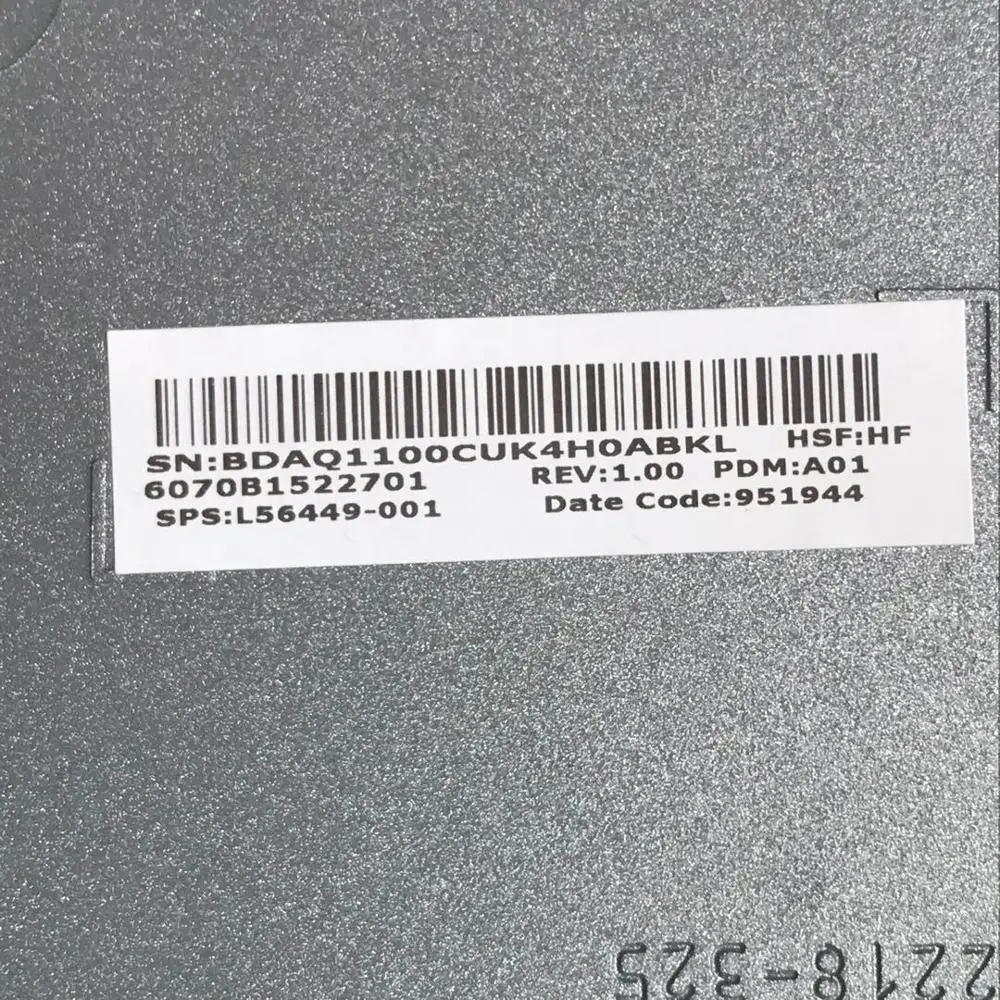 SN:BDAQ1100CUK4H0ABKL HSF:HF
6070B1522701 REV:1.00 PDM:A01
SPS:L56449-001 Date Code:951944
2218-325